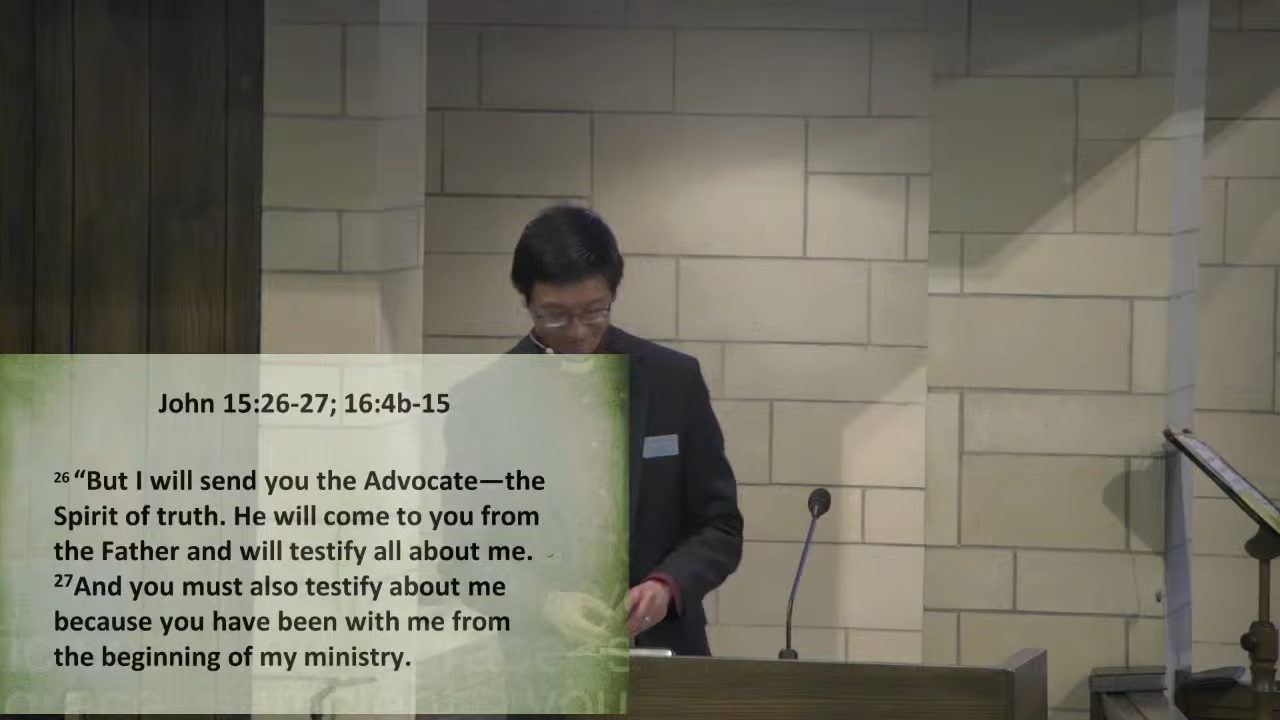 John 15:26-27; 16:4b-15
26 “But I will send you the Advocate—the
Spirit of truth. He will come to you from
the Father and will testify all about me.
27And you must also testify about me
because you have been with me from
the beginning of my ministry.
you